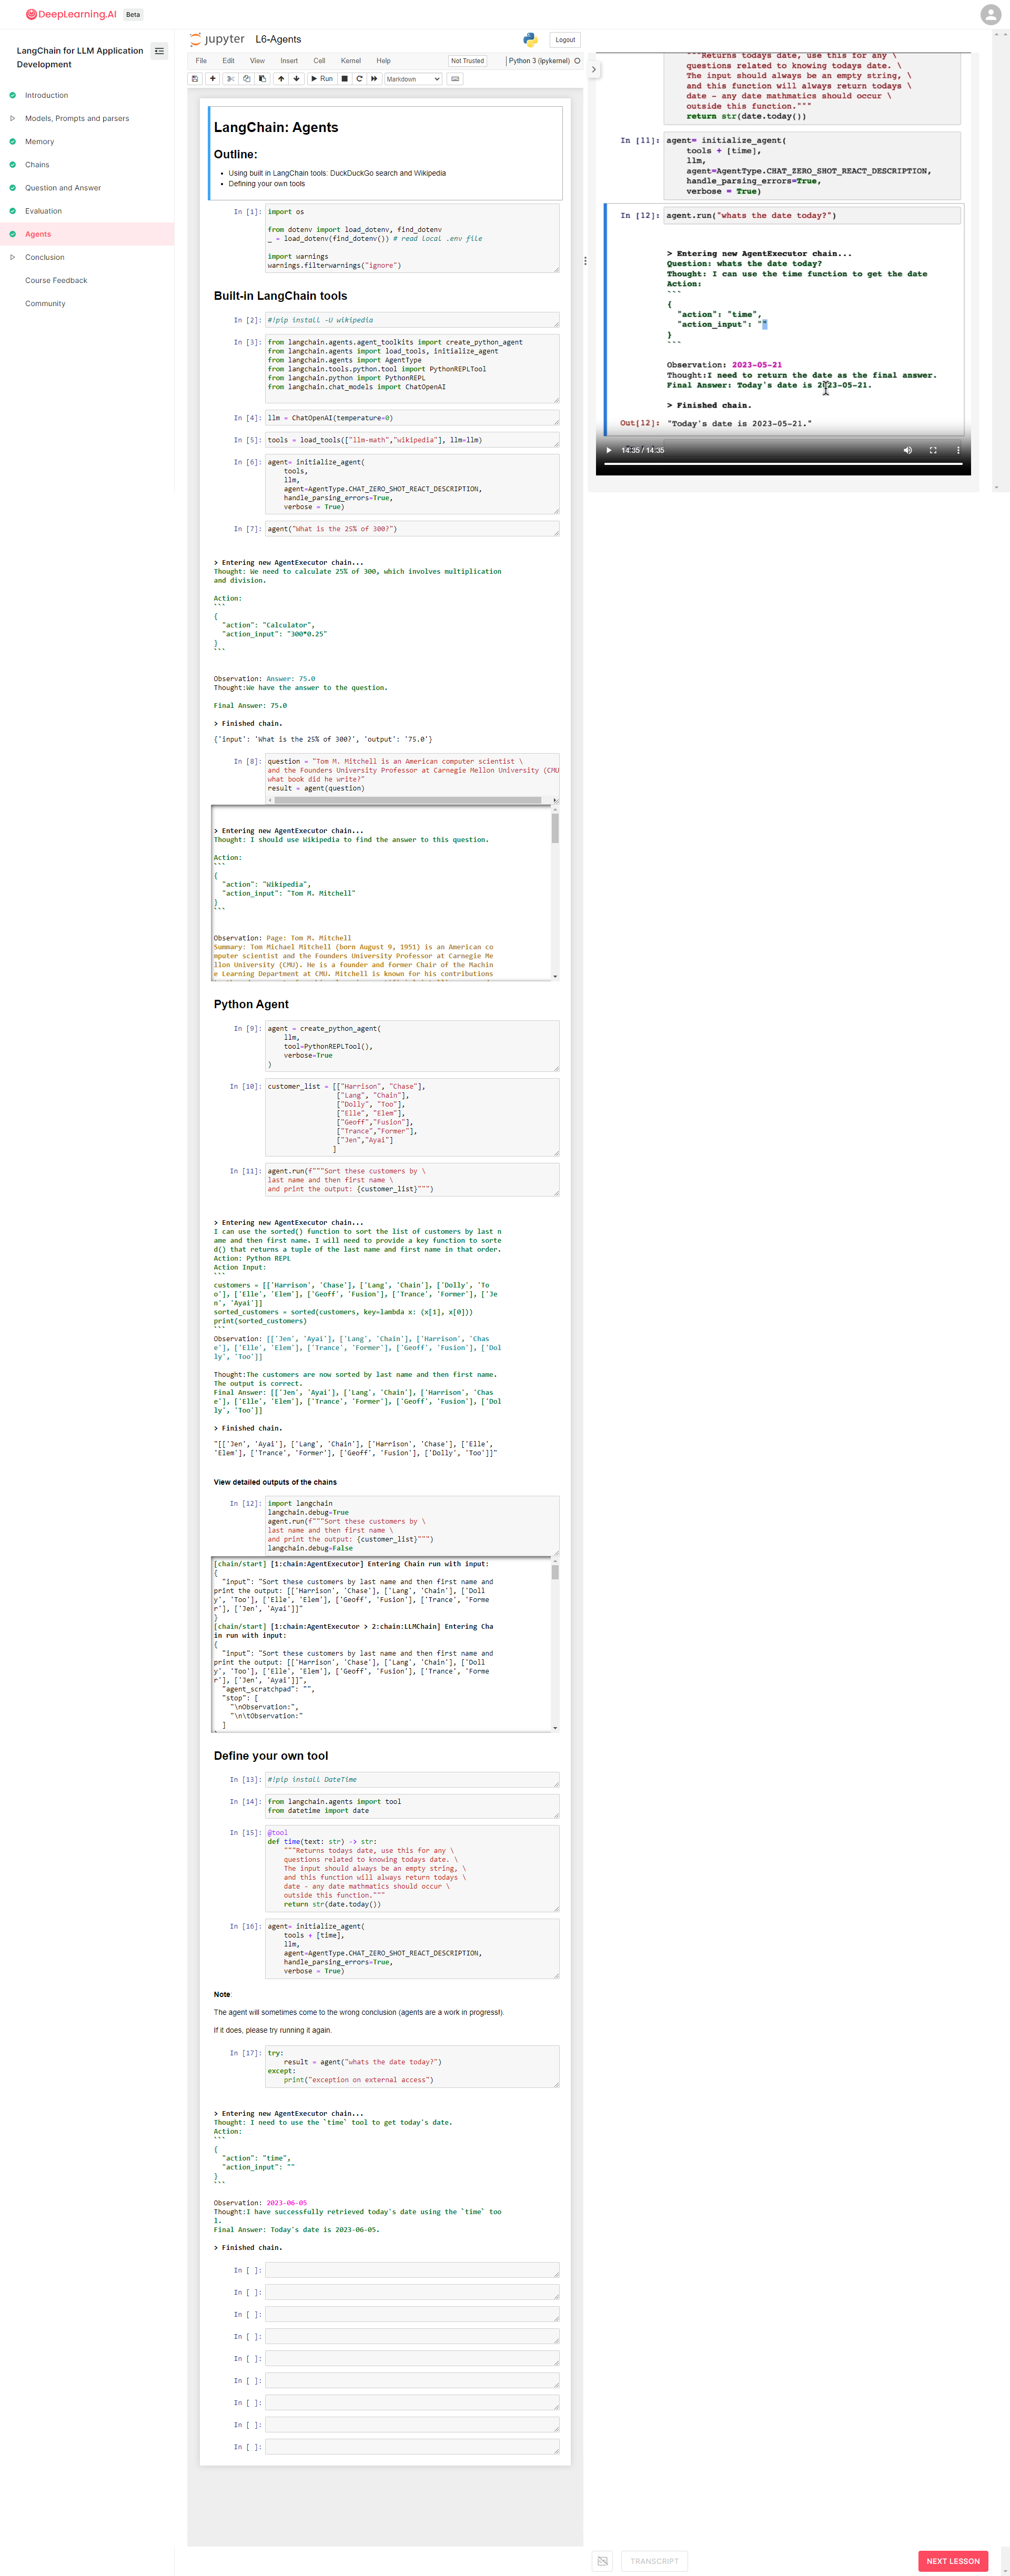 DeepLearning.AI Beta
LangChain for LLM Application
Development
Introduction
Models, Prompts and parsers
Memory
Chains
Question and Answer
Evaluation
Agents
Conclusion
Course Feedback
Community
jupyter L6-Agents
Logout
File Edit View Insert Cell Kernel Help
Not Trusted
Python 3 (ipykernel)
Run
Markdown
LangChain: Agents
Outline:
Using built in LangChain tools: DuckDuckGo search and Wikipedia
Defining your own tools
In [1]: import os
from dotenv import load_dotenv, find_dotenv
_ = load_dotenv(find_dotenv()) # read local .env file
import warnings
warnings.filterwarnings("ignore")
Built-in LangChain tools
In [2]: #!pip install -U wikipedia
In [3]: from langchain.agents.agent_toolkits import create_python_agent
from langchain.agents import load_tools, initialize_agent
from langchain.agents import AgentType
from langchain.tools.python.tool import PythonREPLTool
from langchain.python import PythonREPL
from langchain.chat_models import ChatOpenAI
In [4]: llm = ChatOpenAI(temperature=0)
In [5]: tools = load_tools(["llm-math","wikipedia"], llm=llm)
In [6]: agent= initialize_agent(
tools,
llm,
agent=AgentType.CHAT_ZERO_SHOT_REACT_DESCRIPTION,
handle_parsing_errors=True,
verbose = True)
In [7]: agent("What is the 25% of 300?")
> Entering new AgentExecutor chain...
Thought: We need to calculate 25% of 300, which involves multiplication
and division.
Action:
```
{
"action": "Calculator",
"action_input": "300*0.25"
}
```
Observation: Answer: 75.0
Thought:We have the answer to the question.
Final Answer: 75.0
> Finished chain.
{'input': 'What is the 25% of 300?', 'output': '75.0'}
In [8]: question = "Tom M. Mitchell is an American computer scientist \
and the Founders University Professor at Carnegie Mellon University (CMU
what book did he write?"
result = agent(question)
> Entering new AgentExecutor chain...
Thought: I should use Wikipedia to find the answer to this question.
Action:
```
{
"action": "Wikipedia",
"action_input": "Tom M. Mitchell"
}
```
Observation: Page: Tom M. Mitchell
Summary: Tom Michael Mitchell (born August 9, 1951) is an American co
mputer scientist and the Founders University Professor at Carnegie Me
llon University (CMU). He is a founder and former Chair of the Machin
e Learning Department at CMU. Mitchell is known for his contributions
Python Agent
In [9]: agent = create_python_agent(
llm,
tool=PythonREPLTool(),
verbose=True
)
In [10]: customer_list = [["Harrison", "Chase"],
["Lang", "Chain"],
["Dolly", "Too"],
["Elle", "Elem"],
["Geoff","Fusion"],
["Trance","Former"],
["Jen","Ayai"]
]
In [11]: agent.run(f"""Sort these customers by \
last name and then first name \
and print the output: {customer_list}""")
> Entering new AgentExecutor chain...
I can use the sorted() function to sort the list of customers by last n
ame and then first name. I will need to provide a key function to sorte
d() that returns a tuple of the last name and first name in that order.
Action: Python REPL
Action Input:
```
customers = [['Harrison', 'Chase'], ['Lang', 'Chain'], ['Dolly', 'To
o'], ['Elle', 'Elem'], ['Geoff', 'Fusion'], ['Trance', 'Former'], ['Je
n', 'Ayai']]
sorted_customers = sorted(customers, key=lambda x: (x[1], x[0]))
print(sorted_customers)
```
Observation: [['Jen', 'Ayai'], ['Lang', 'Chain'], ['Harrison', 'Chas
e'], ['Elle', 'Elem'], ['Trance', 'Former'], ['Geoff', 'Fusion'], ['Dol
ly', 'Too']]
Thought:The customers are now sorted by last name and then first name.
The output is correct.
Final Answer: [['Jen', 'Ayai'], ['Lang', 'Chain'], ['Harrison', 'Chas
e'], ['Elle', 'Elem'], ['Trance', 'Former'], ['Geoff', 'Fusion'], ['Dol
ly', 'Too']]
> Finished chain.
"[['Jen', 'Ayai'], ['Lang', 'Chain'], ['Harrison', 'Chase'], ['Elle',
'Elem'], ['Trance', 'Former'], ['Geoff', 'Fusion'], ['Dolly', 'Too']]"
View detailed outputs of the chains
In [12]: import langchain
langchain.debug=True
agent.run(f"""Sort these customers by \
last name and then first name \
and print the output: {customer_list}""")
langchain.debug=False
[chain/start] [1:chain:AgentExecutor] Entering Chain run with input:
{
"input": "Sort these customers by last name and then first name and
print the output: [['Harrison', 'Chase'], ['Lang', 'Chain'], ['Doll
y', 'Too'], ['Elle', 'Elem'], ['Geoff', 'Fusion'], ['Trance', 'Forme
r'], ['Jen', 'Ayai']]"
}
[chain/start] [1:chain:AgentExecutor > 2:chain:LLMChain] Entering Cha
in run with input:
{
"input": "Sort these customers by last name and then first name and
print the output: [['Harrison', 'Chase'], ['Lang', 'Chain'], ['Doll
y', 'Too'], ['Elle', 'Elem'], ['Geoff', 'Fusion'], ['Trance', 'Forme
r'], ['Jen', 'Ayai']]",
"agent_scratchpad": "",
"stop": [
"\nObservation:",
"\n\tObservation:"
]
Define your own tool
In [13]: #!pip install DateTime
In [14]: from langchain.agents import tool
from datetime import date
In [15]: @tool
def time(text: str) -> str:
"""Returns todays date, use this for any \
questions related to knowing todays date. \
The input should always be an empty string, \
and this function will always return todays \
date - any date mathmatics should occur \
outside this function."""
return str(date.today())
In [16]: agent= initialize_agent(
tools + [time],
llm,
agent=AgentType.CHAT_ZERO_SHOT_REACT_DESCRIPTION,
handle_parsing_errors=True,
verbose = True)
Note:
The agent will sometimes come to the wrong conclusion (agents are a work in progress!).
If it does, please try running it again.
In [17]: try:
result = agent("whats the date today?")
except:
print("exception on external access")
> Entering new AgentExecutor chain...
Thought: I need to use the `time` tool to get today's date.
Action:
```
{
"action": "time",
"action_input": ""
}
```
Observation: 2023-06-05
Thought:I have successfully retrieved today's date using the `time` too
l.
Final Answer: Today's date is 2023-06-05.
> Finished chain.
In [ ]:
In [ ]:
In [ ]:
In [ ]:
In [ ]:
In [ ]:
In [ ]:
In [ ]:
In [ ]:
"""Returns todays date, use this for any \
questions related to knowing todays date. \
The input should always be an empty string, \
and this function will always return todays \
date - any date mathmatics should occur \
outside this function."""
return str(date.today())
In [11]: agent= initialize_agent(
tools + [time],
llm,
agent=AgentType.CHAT_ZERO_SHOT_REACT_DESCRIPTION,
handle_parsing_errors=True,
verbose = True)
In [12]: agent.run("whats the date today?")
> Entering new AgentExecutor chain...
Question: whats the date today?
Thought: I can use the time function to get the date
Action:
```
{
"action": "time",
"action_input": ""
}
```
Observation: 2023-05-21
Thought:I need to return the date as the final answer.
Final Answer: Today's date is 2023-05-21.
> Finished chain.
Out[12]: "Today's date is 2023-05-21."
14:35 / 14:35
TRANSCRIPT
NEXT LESSON